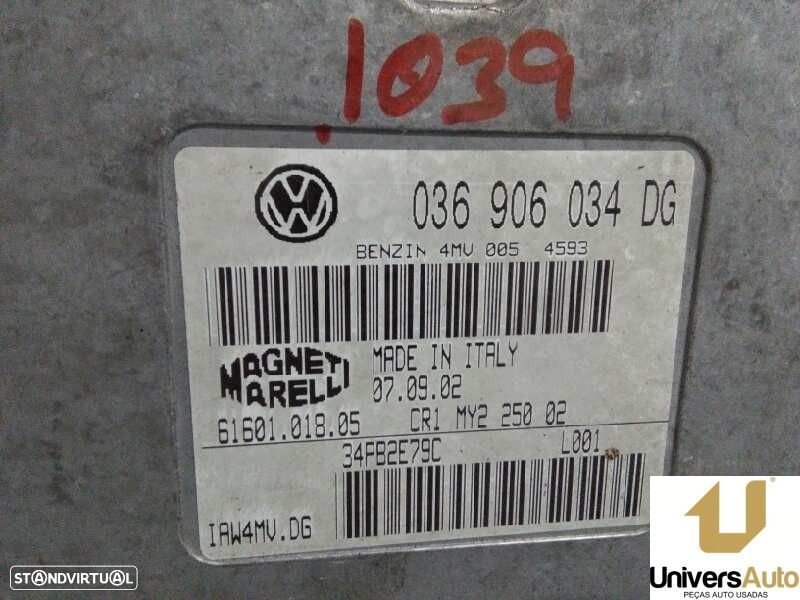 1039
036 906 034 DG
BENZIN 4MV 005 4593
MAGNETI MARELLI
MADE IN ITALY
07.09.02
61601.018.05 CR1 MY2 250 02
34FB2E79C L001
IAW4MV.DG
STANDVIRTUAL
UniversAuto
PEÇAS AUTO USADAS